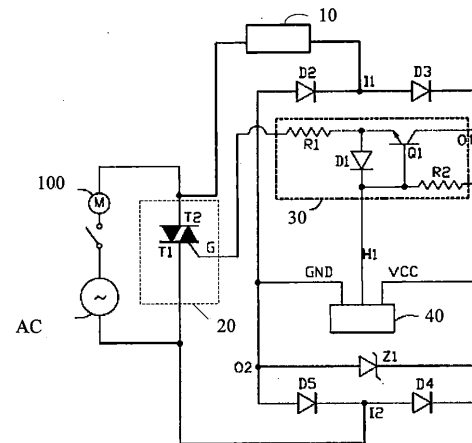 10
D2
I1
D3
R1
D1
Q1
O1
R2
30
100
M
T2
T1
G
H1
GND
VCC
40
AC
~
20
O2
Z1
D5
I2
D4